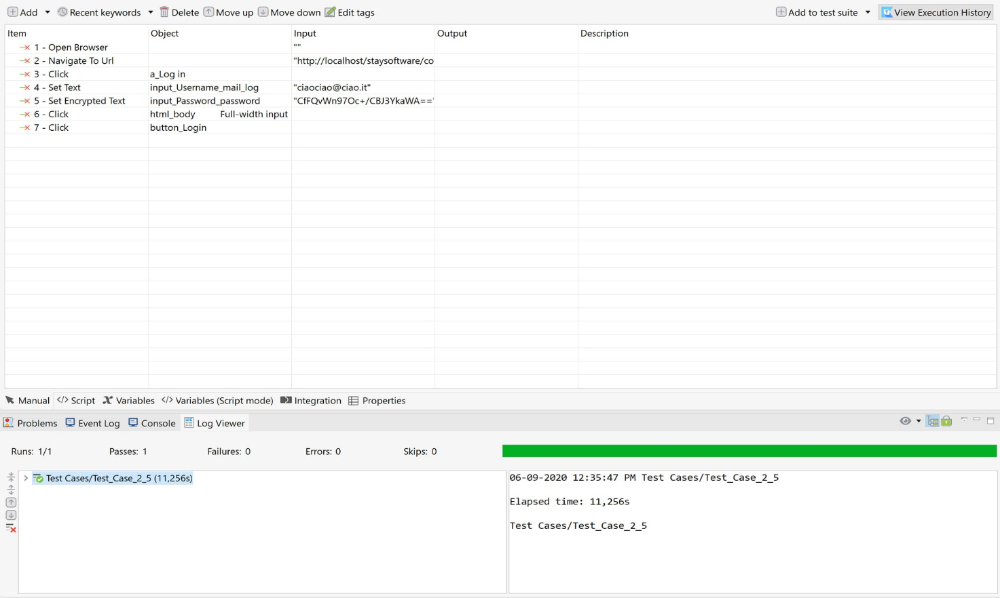 Add Recent keywords Delete Move up Move down Edit tags Add to test suite View Execution History
Item Object Input Output Description
1 - Open Browser ""
2 - Navigate To Url "http://localhost/staysoftware/co
3 - Click a_Log in
4 - Set Text input_Username_mail_log "ciaociao@ciao.it"
5 - Set Encrypted Text input_Password_password "CfFQvWn97Oc+/CBJ3YkaWA=="
6 - Click html_body Full-width input
7 - Click button_Login
Manual Script Variables Variables (Script mode) Integration Properties
Problems Event Log Console Log Viewer
Runs: 1/1 Passes: 1 Failures: 0 Errors: 0 Skips: 0
Test Cases/Test_Case_2_5 (11,256s)
06-09-2020 12:35:47 PM Test Cases/Test_Case_2_5
Elapsed time: 11,256s
Test Cases/Test_Case_2_5